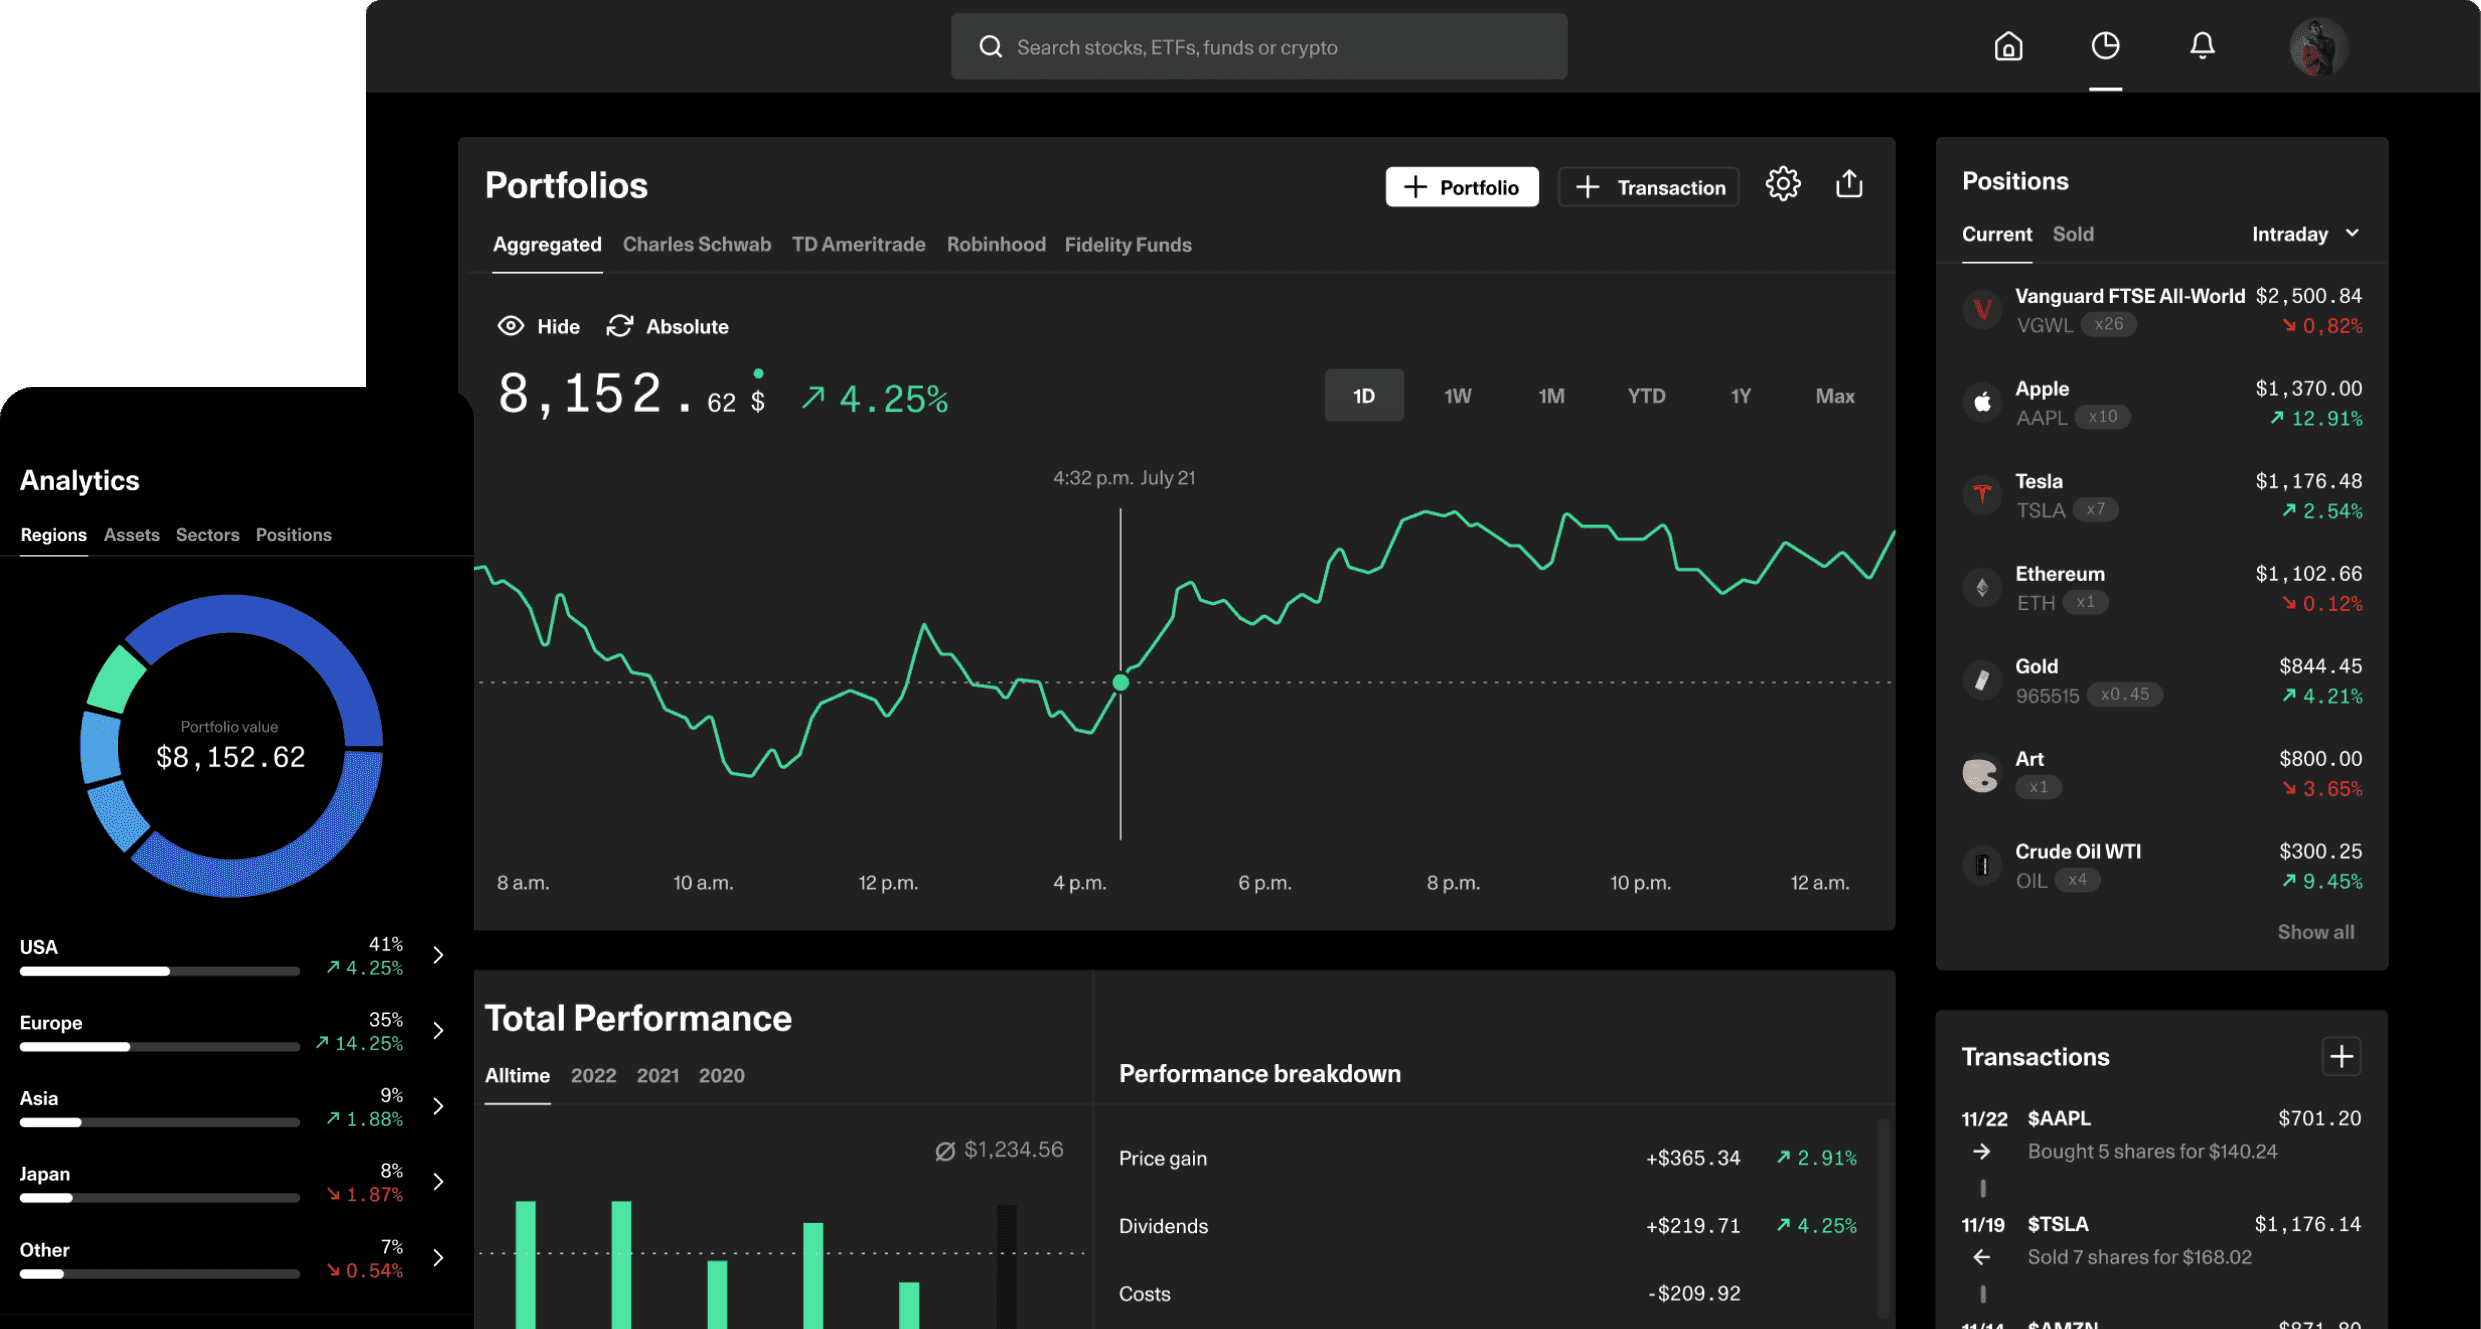 Search stocks, ETFs, funds or crypto
Portfolios
+ Portfolio
+ Transaction
Aggregated Charles Schwab TD Ameritrade Robinhood Fidelity Funds
Hide Absolute
8,152.62 $ ↗ 4.25%
1D 1W 1M YTD 1Y Max
4:32 p.m. July 21
8 a.m. 10 a.m. 12 p.m. 4 p.m. 6 p.m. 8 p.m. 10 p.m. 12 a.m.
Analytics
Regions Assets Sectors Positions
Portfolio value
$8,152.62
USA 41%
↗ 4.25%
Europe 35%
↗ 14.25%
Asia 9%
↗ 1.88%
Japan 8%
↘ 1.87%
Other 7%
↘ 0.54%
Total Performance
Alltime 2022 2021 2020
Ø $1,234.56
Performance breakdown
Price gain +$365.34 ↗ 2.91%
Dividends +$219.71 ↗ 4.25%
Costs -$209.92
Positions
Current Sold Intraday
Vanguard FTSE All-World $2,500.84
VGWL x26 ↘ 0,82%
Apple $1,370.00
AAPL x10 ↗ 12.91%
Tesla $1,176.48
TSLA x7 ↗ 2.54%
Ethereum $1,102.66
ETH x1 ↘ 0.12%
Gold $844.45
965515 x0.45 ↗ 4.21%
Art $800.00
x1 ↘ 3.65%
Crude Oil WTI $300.25
OIL x4 ↗ 9.45%
Show all
Transactions
11/22 $AAPL $701.20
Bought 5 shares for $140.24
11/19 $TSLA $1,176.14
Sold 7 shares for $168.02
11/14 $AMZN $871.80